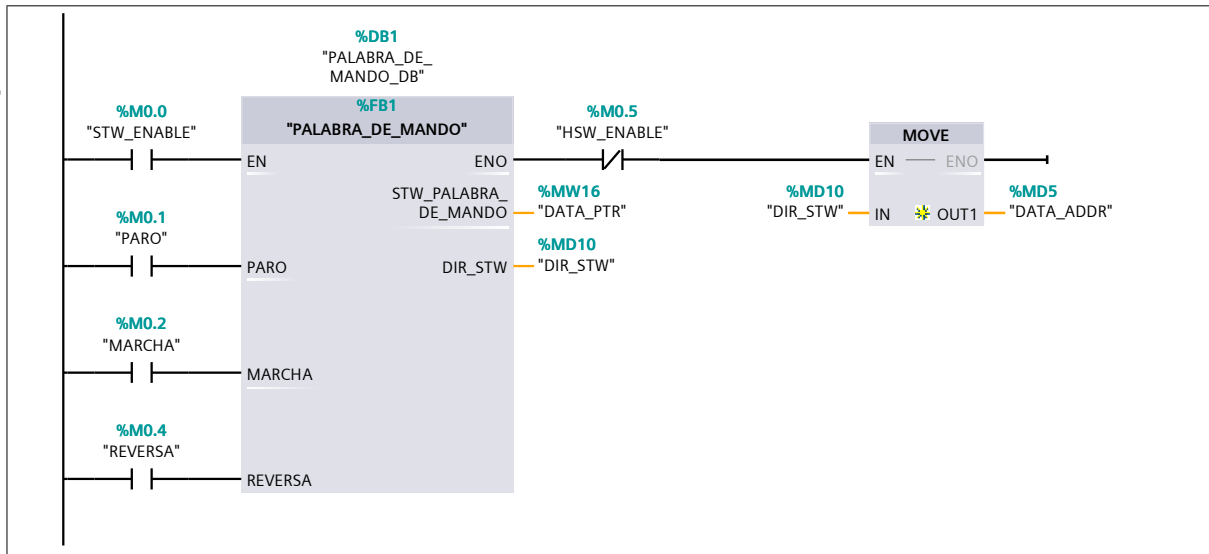 %DB1
"PALABRA_DE_
MANDO_DB"
%M0.0
"STW_ENABLE"
%FB1
"PALABRA_DE_MANDO"
%M0.5
"HSW_ENABLE"
MOVE
EN
ENO
EN
ENO
%M0.1
"PARO"
STW_PALABRA_
DE_MANDO
%MW16
"DATA_PTR"
%MD10
"DIR_STW"
IN
OUT1
%MD5
"DATA_ADDR"
PARO
DIR_STW
%MD10
"DIR_STW"
%M0.2
"MARCHA"
MARCHA
%M0.4
"REVERSA"
REVERSA